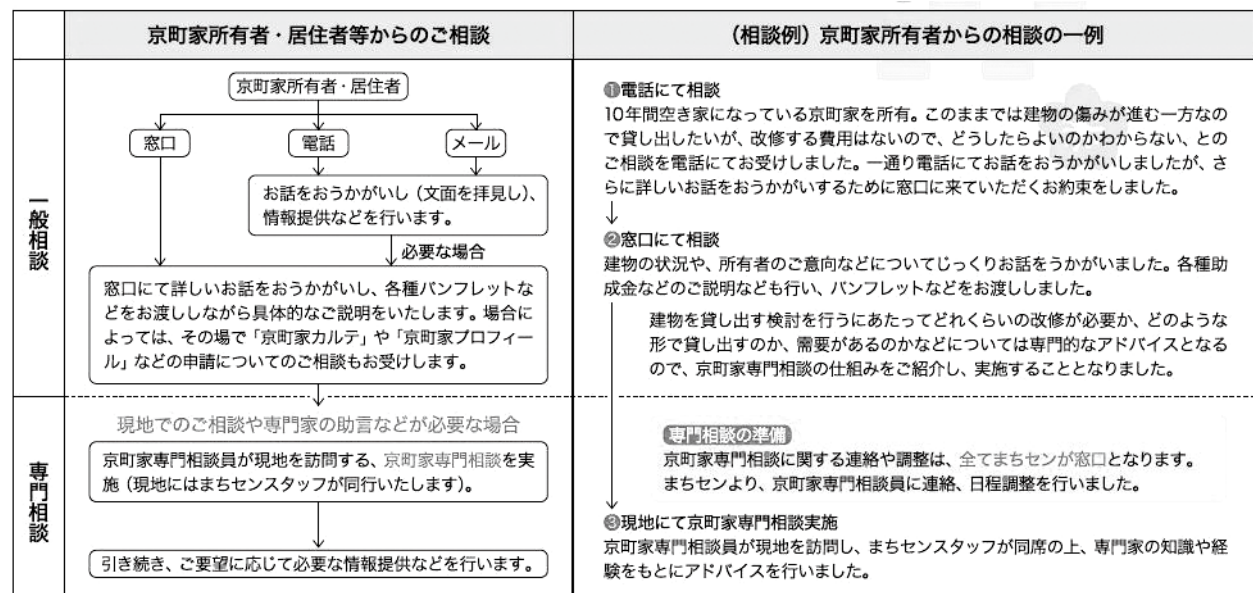 京町家所有者・居住者等からのご相談
（相談例）京町家所有者からの相談の一例
一般相談
京町家所有者・居住者
窓口
電話
メール
お話をおうかがいし（文面を拝見し）、
情報提供などを行います。
必要な場合
窓口にて詳しいお話をおうかがいし、各種パンフレットな
どをお渡ししながら具体的なご説明をいたします。場合に
よっては、その場で「京町家カルテ」や「京町家プロフィー
ル」などの申請についてのご相談もお受けします。
❶電話にて相談
10年間空き家になっている京町家を所有。このままでは建物の傷みが進む一方なの
で貸し出したいが、改修する費用はないので、どうしたらよいのかわからない、との
ご相談を電話にてお受けしました。一通り電話にてお話をおうかがいしましたが、さ
らに詳しいお話をおうかがいするために窓口に来ていただくお約束をしました。
❷窓口にて相談
建物の状況や、所有者のご意向などについてじっくりお話をうかがいました。各種助
成金などのご説明なども行い、パンフレットなどをお渡ししました。
建物を貸し出す検討を行うにあたってどれくらいの改修が必要か、どのような
形で貸し出すのか、需要があるのかなどについては専門的なアドバイスとなる
ので、京町家専門相談の仕組みをご紹介し、実施することとなりました。
専門相談
現地でのご相談や専門家の助言などが必要な場合
京町家専門相談員が現地を訪問する、京町家専門相談を実
施（現地にはまちセンスタッフが同行いたします）。
引き続き、ご要望に応じて必要な情報提供などを行います。
専門相談の準備
京町家専門相談に関する連絡や調整は、全てまちセンが窓口となります。
まちセンより、京町家専門相談員に連絡、日程調整を行いました。
❸現地にて京町家専門相談実施
京町家専門相談員が現地を訪問し、まちセンスタッフが同席の上、専門家の知識や経
験をもとにアドバイスを行いました。